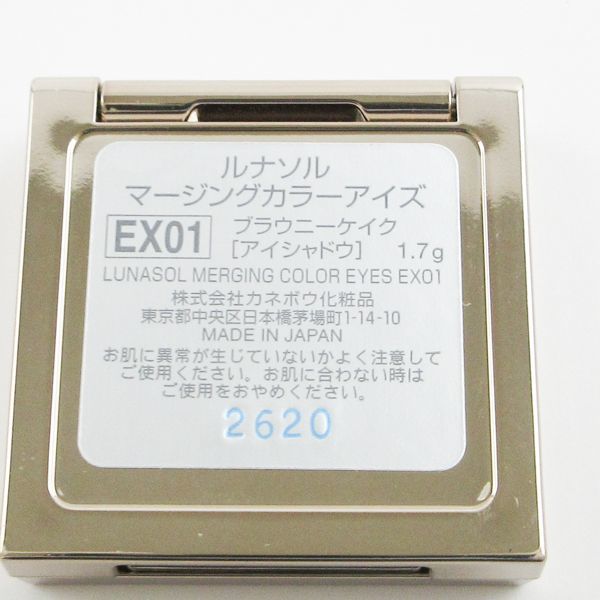 ルナソル
マージングカラーアイズ
EX01 ブラウニーケイク
[アイシャドウ] 1.7g
LUNASOL MERGING COLOR EYES EX01
株式会社カネボウ化粧品
東京都中央区日本橋茅場町1-14-10
MADE IN JAPAN
お肌に異常が生じていないかよく注意して
ご使用ください。お肌に合わない時は
ご使用をおやめください。
2620